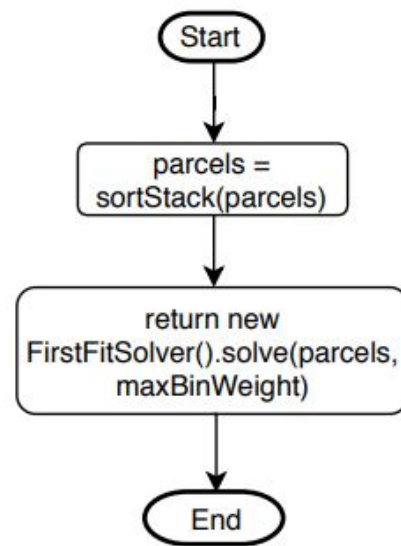 Start
parcels =
sortStack(parcels)
return new
FirstFitSolver().solve(parcels,
maxBinWeight)
End